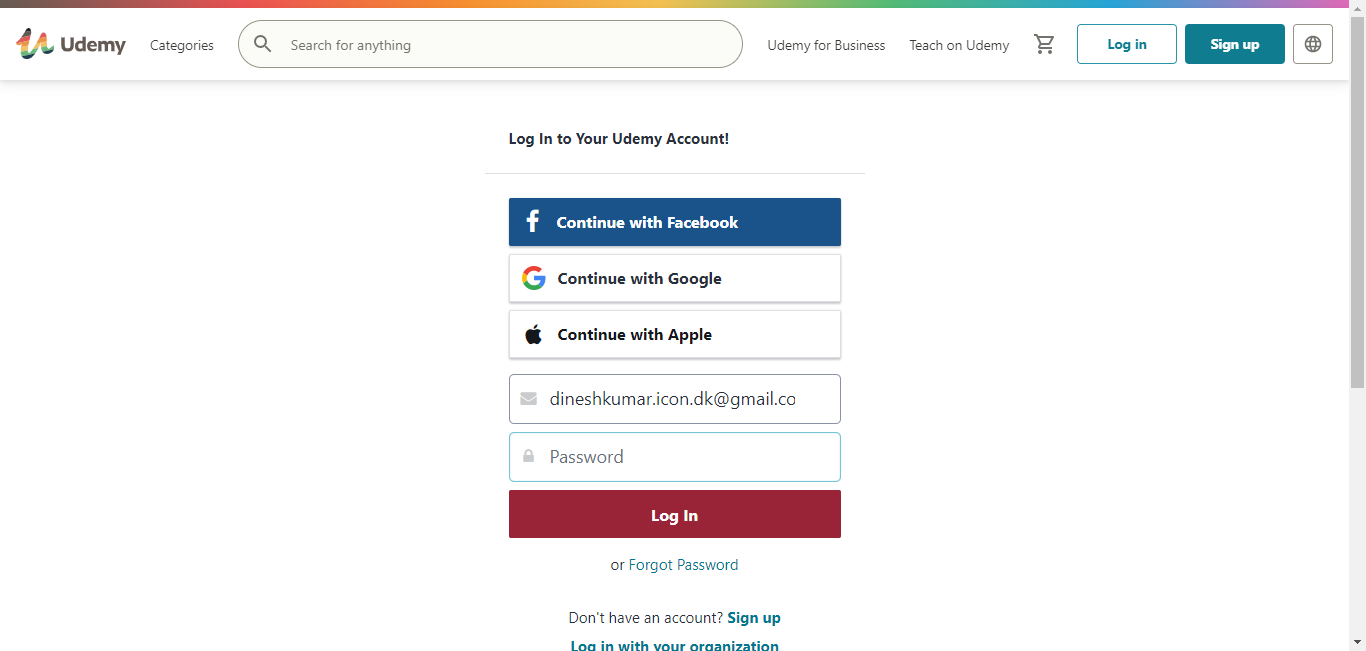 Udemy Categories Search for anything Udemy for Business Teach on Udemy Log in Sign up
Log In to Your Udemy Account!
Continue with Facebook
Continue with Google
Continue with Apple
dineshkumar.icon.dk@gmail.co
Password
Log In
or Forgot Password
Don't have an account? Sign up
Log in with your organization